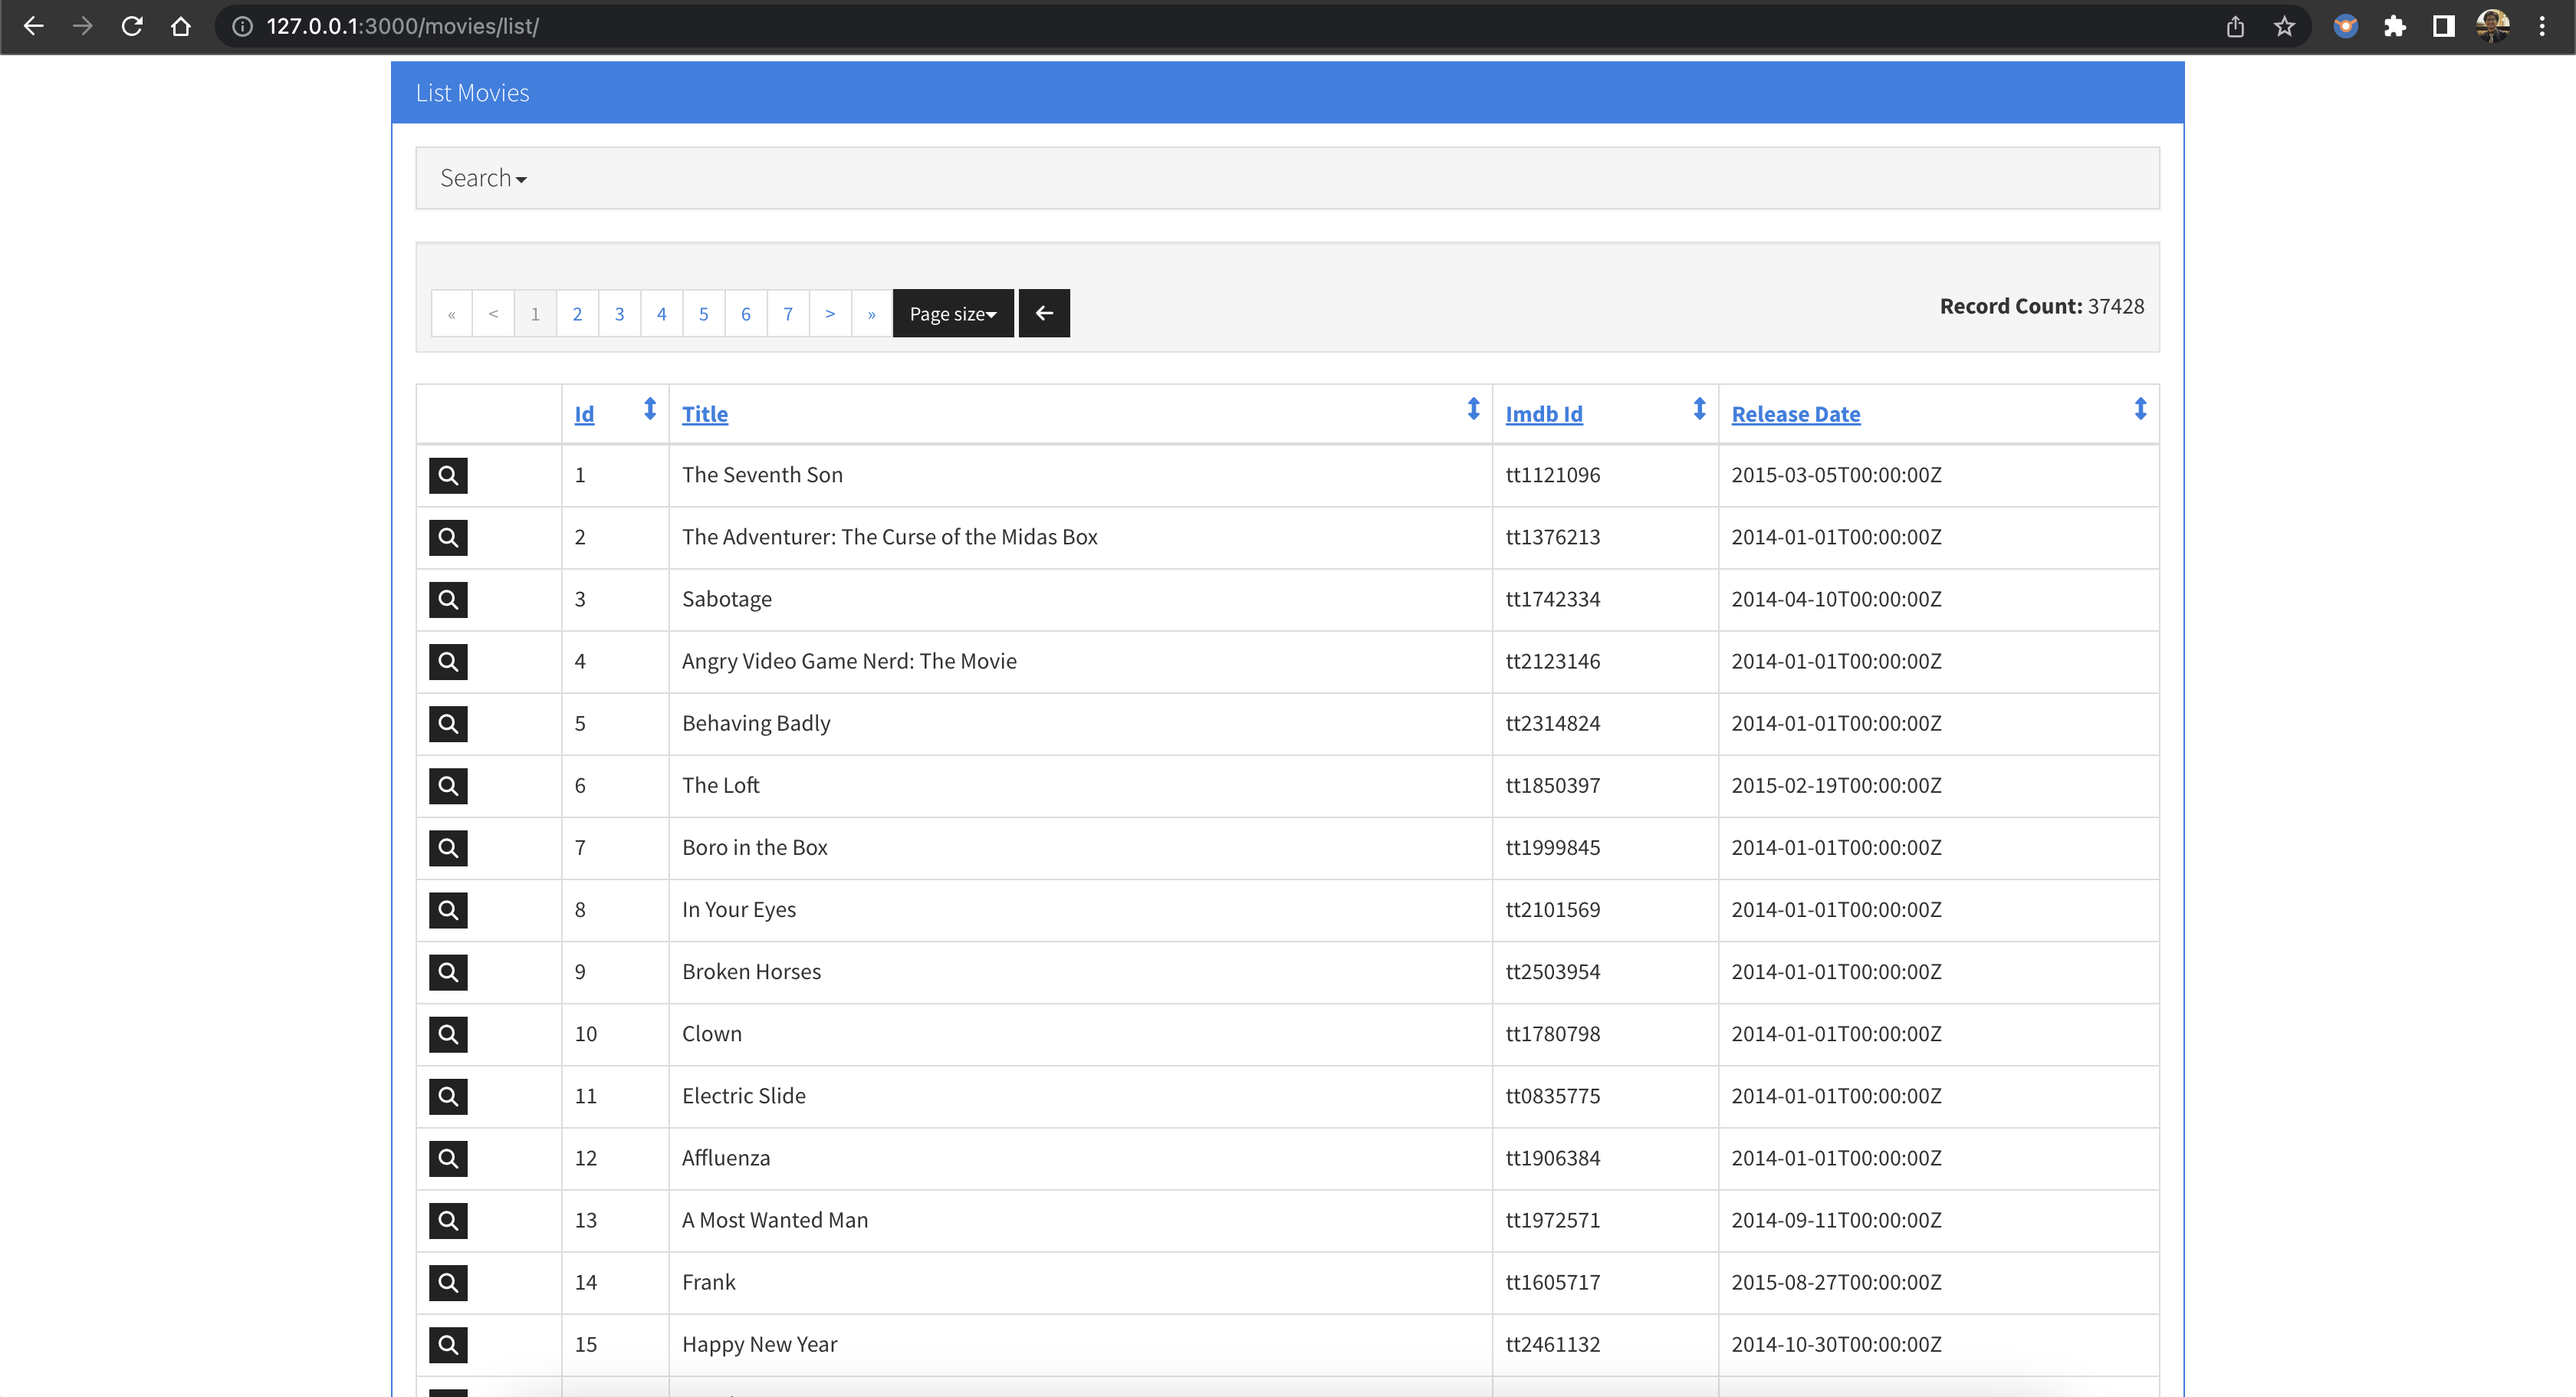 127.0.0.1:3000/movies/list/
List Movies
Search
« < 1 2 3 4 5 6 7 > » Page size Record Count: 37428
Id Title Imdb Id Release Date
1 The Seventh Son tt1121096 2015-03-05T00:00:00Z
2 The Adventurer: The Curse of the Midas Box tt1376213 2014-01-01T00:00:00Z
3 Sabotage tt1742334 2014-04-10T00:00:00Z
4 Angry Video Game Nerd: The Movie tt2123146 2014-01-01T00:00:00Z
5 Behaving Badly tt2314824 2014-01-01T00:00:00Z
6 The Loft tt1850397 2015-02-19T00:00:00Z
7 Boro in the Box tt1999845 2014-01-01T00:00:00Z
8 In Your Eyes tt2101569 2014-01-01T00:00:00Z
9 Broken Horses tt2503954 2014-01-01T00:00:00Z
10 Clown tt1780798 2014-01-01T00:00:00Z
11 Electric Slide tt0835775 2014-01-01T00:00:00Z
12 Affluenza tt1906384 2014-01-01T00:00:00Z
13 A Most Wanted Man tt1972571 2014-09-11T00:00:00Z
14 Frank tt1605717 2015-08-27T00:00:00Z
15 Happy New Year tt2461132 2014-10-30T00:00:00Z